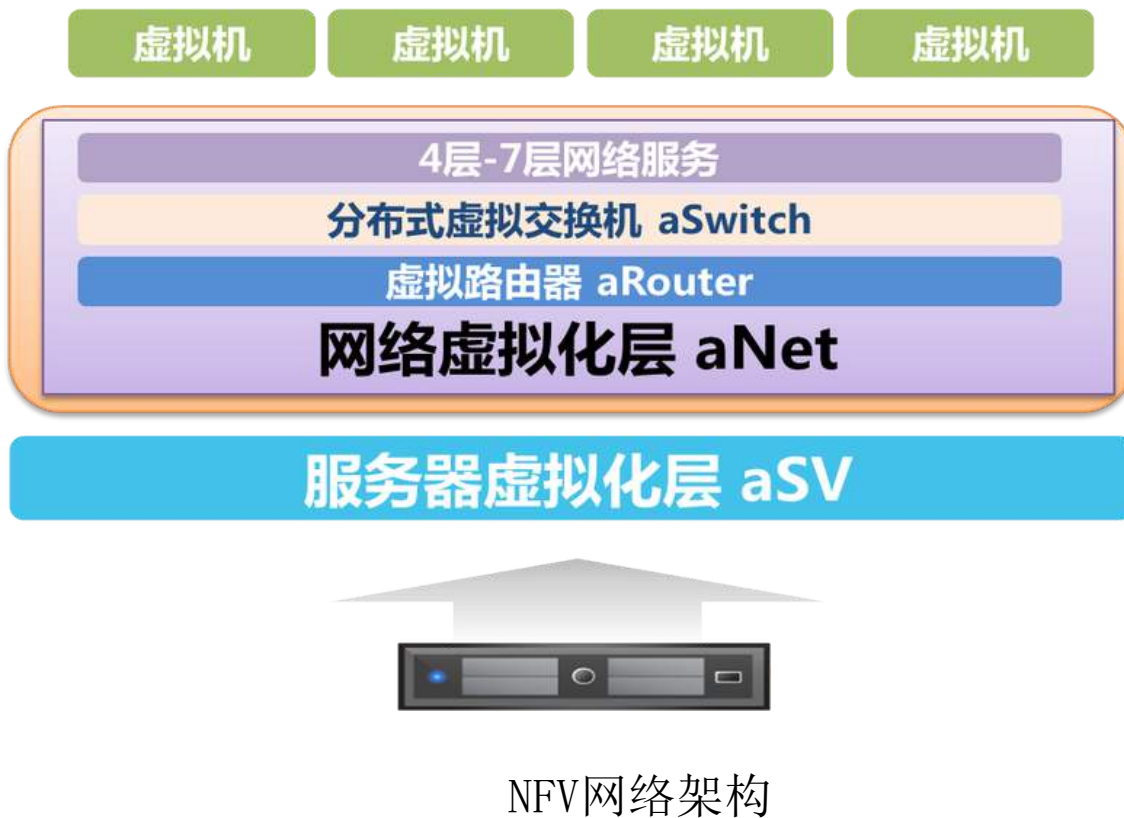 虚拟机 虚拟机 虚拟机 虚拟机
4层-7层网络服务
分布式虚拟交换机 aSwitch
虚拟路由器 aRouter
网络虚拟化层 aNet
服务器虚拟化层 aSV
NFV网络架构